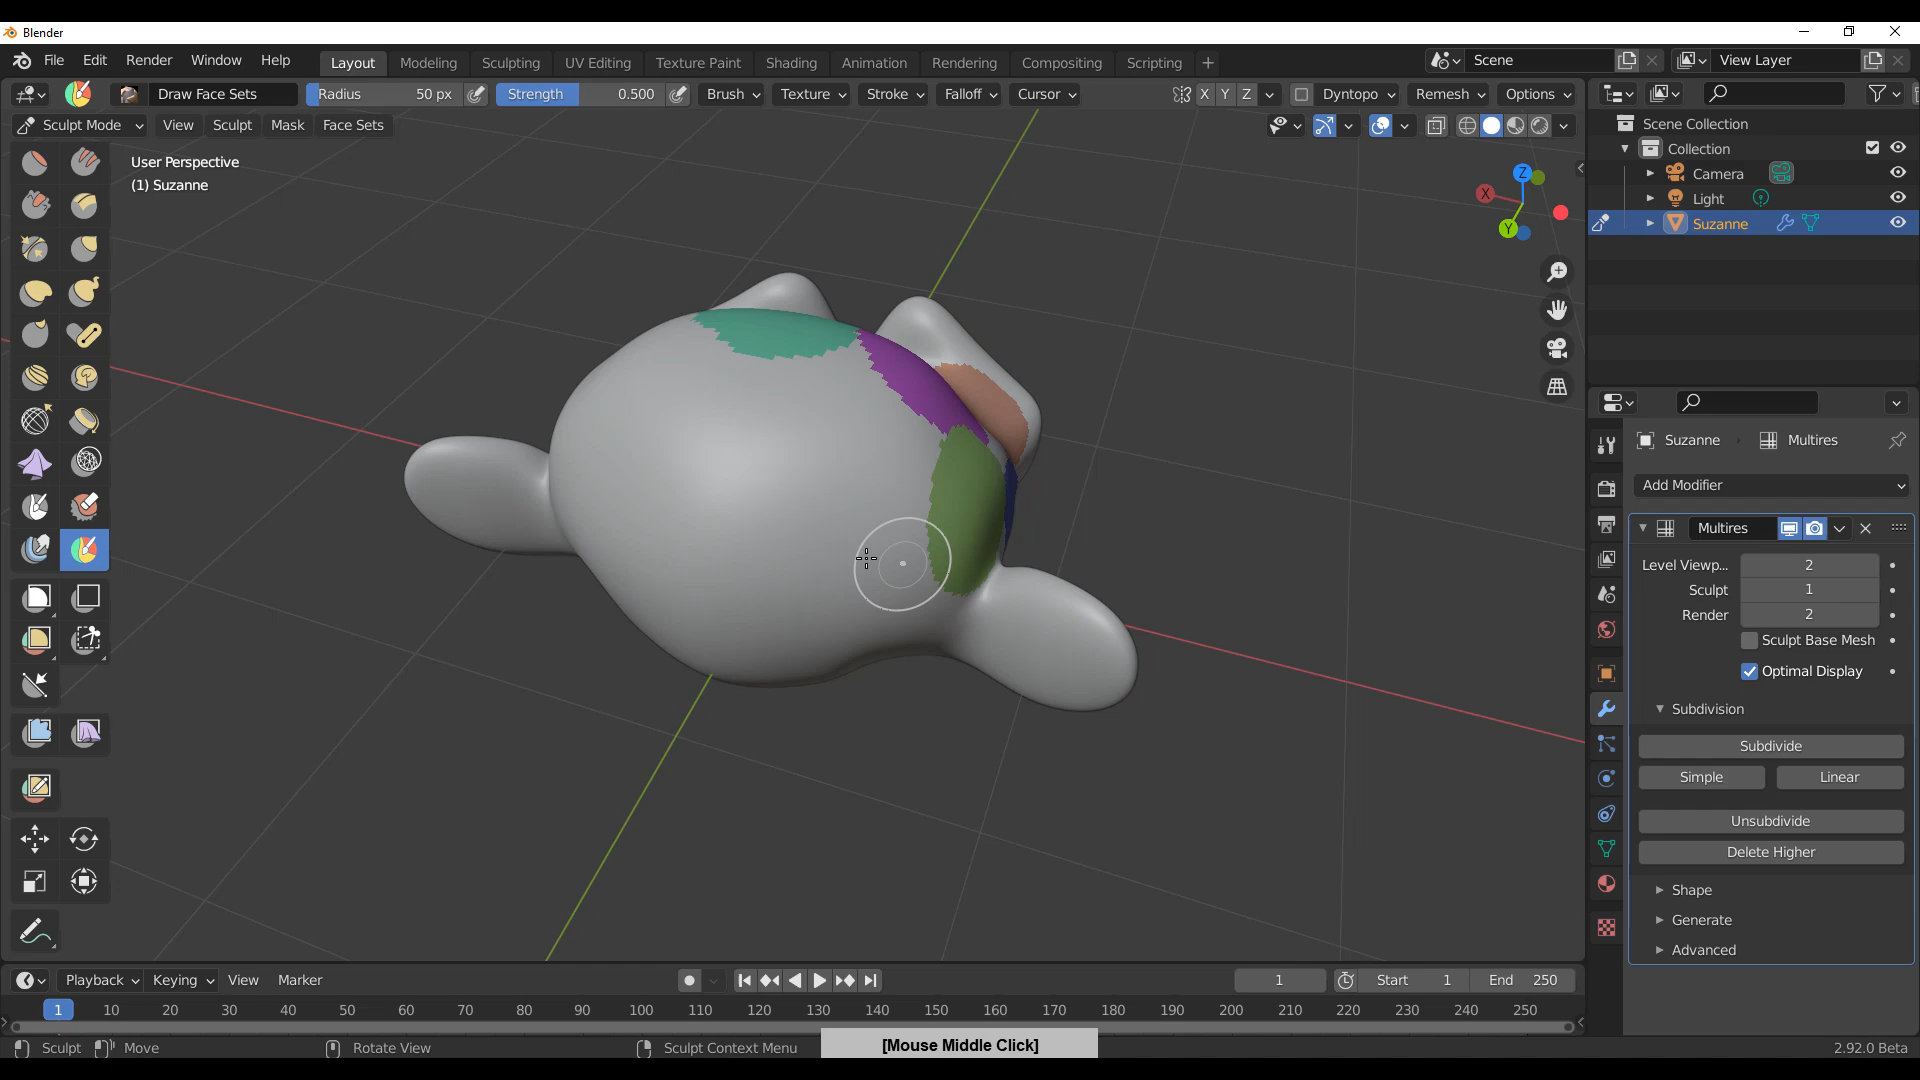 Blender
File Edit Render Window Help Layout Modeling Sculpting UV Editing Texture Paint Shading Animation Rendering Compositing Scripting + Scene View Layer
Draw Face Sets Radius 50 px Strength 0.500 Brush Texture Stroke Falloff Cursor X Y Z Dyntopo Remesh Options
Sculpt Mode View Sculpt Mask Face Sets
User Perspective
(1) Suzanne
Z
X
Y
Scene Collection
Collection
Camera
Light
Suzanne
Suzanne Multires
Add Modifier
Multires
Level Viewp... 2
Sculpt 1
Render 2
Sculpt Base Mesh
Optimal Display
Subdivision
Subdivide
Simple Linear
Unsubdivide
Delete Higher
Shape
Generate
Advanced
Playback Keying View Marker 1 Start 1 End 250
1 10 20 30 40 50 60 70 80 90 100 110 120 130 140 150 160 170 180 190 200 210 220 230 240 250
Sculpt Move Rotate View Sculpt Context Menu [Mouse Middle Click] 2.92.0 Beta